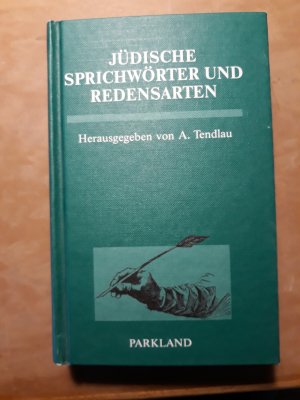 JÜDISCHE
SPRICHWÖRTER UND
REDENSARTEN
Herausgegeben von A. Tendlau
PARKLAND